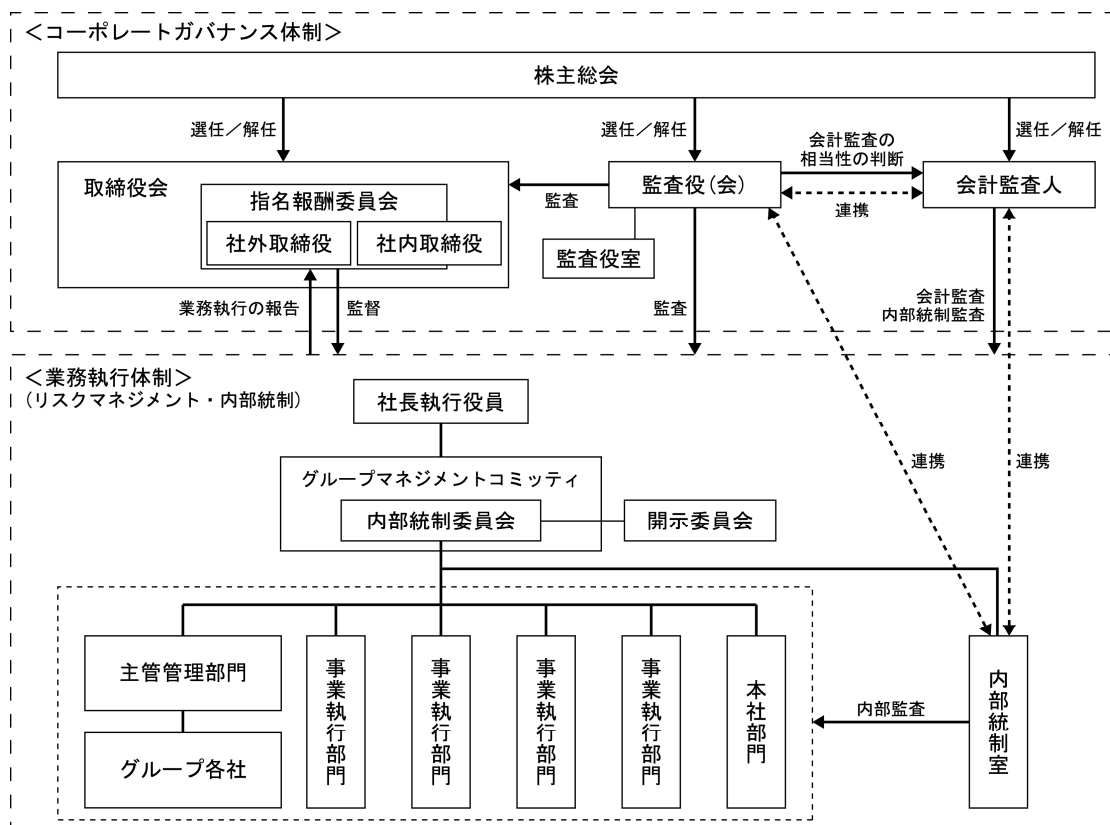 ＜コーポレートガバナンス体制＞
株主総会
選任／解任
選任／解任
選任／解任
会計監査の
相当性の判断
取締役会
指名報酬委員会
社外取締役
社内取締役
監査
監査役（会）
連携
会計監査人
監査役室
業務執行の報告
監督
監査
会計監査
内部統制監査
＜業務執行体制＞
（リスクマネジメント・内部統制）
社長執行役員
グループマネジメントコミッティ
内部統制委員会
開示委員会
連携
連携
主管管理部門
グループ各社
事業執行部門
事業執行部門
事業執行部門
事業執行部門
本社部門
内部監査
内部統制室